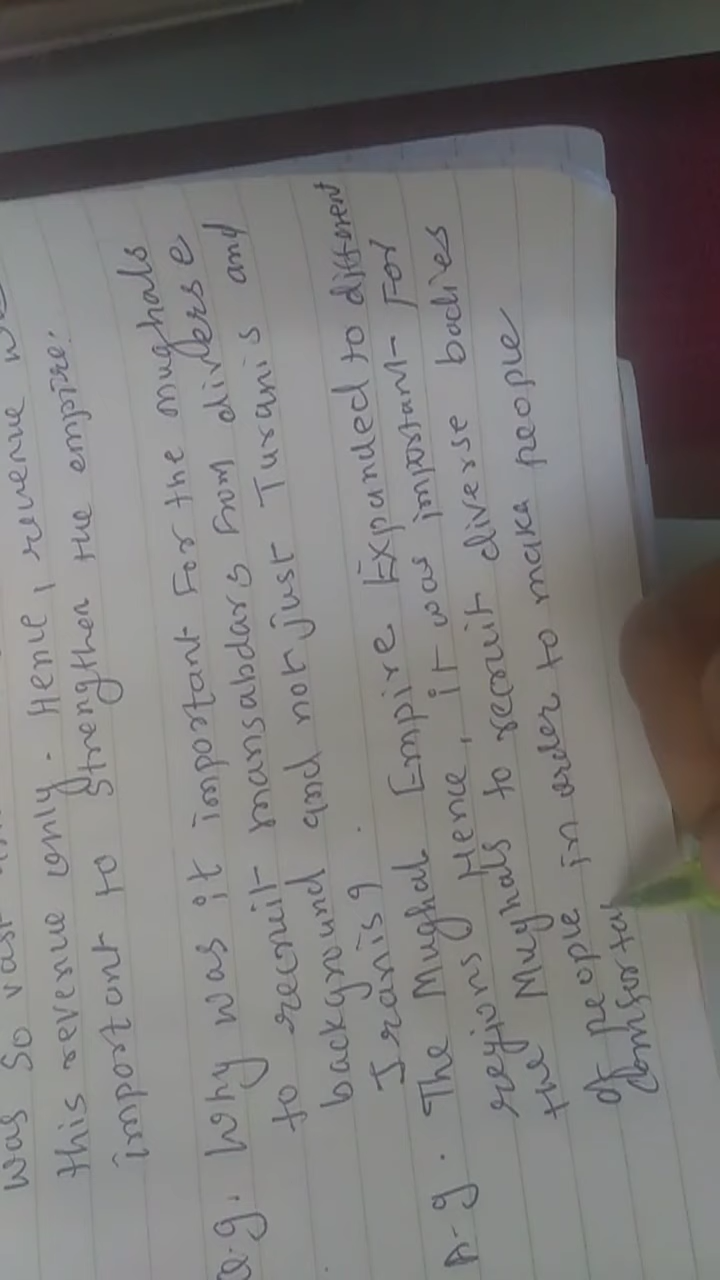 was so vast
this revenue only. Hence, revenue
important to strengthen the empire.
Q.9. Why was it important for the mughals
to recruit mansabdars from diverse
background and not just Turanis and
Iranis?
A-9. The Mughal Empire Expanded to different
regions Hence, it was important for
the Mughals to recruit diverse bodies
of people in order to make people